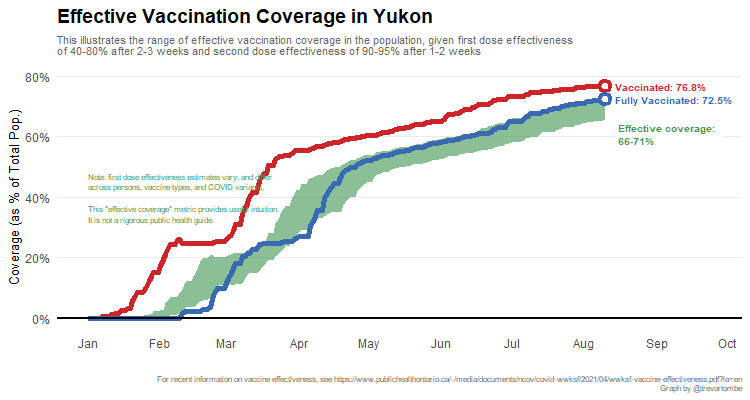 Effective Vaccination Coverage in Yukon
This illustrates the range of effective vaccination coverage in the population, given first dose effectiveness
of 40-80% after 2-3 weeks and second dose effectiveness of 90-95% after 1-2 weeks
Coverage (as % of Total Pop.)
80%
60%
40%
20%
0%
Vaccinated: 76.8%
Fully Vaccinated: 72.5%
Effective coverage:
66-71%
Note: first dose effectiveness estimates vary, and differ
across persons, vaccine types, and COVID variants.
This "effective coverage" metric provides useful intuition.
It is not a rigorous public health guide.
Jan Feb Mar Apr May Jun Jul Aug Sep Oct
For recent information on vaccine effectiveness, see https://www.publichealthontario.ca/-/media/documents/ncov/covid-wwksf/2021/04/wwksf-vaccine-effectiveness.pdf?la=en
Graph by @trevortombe